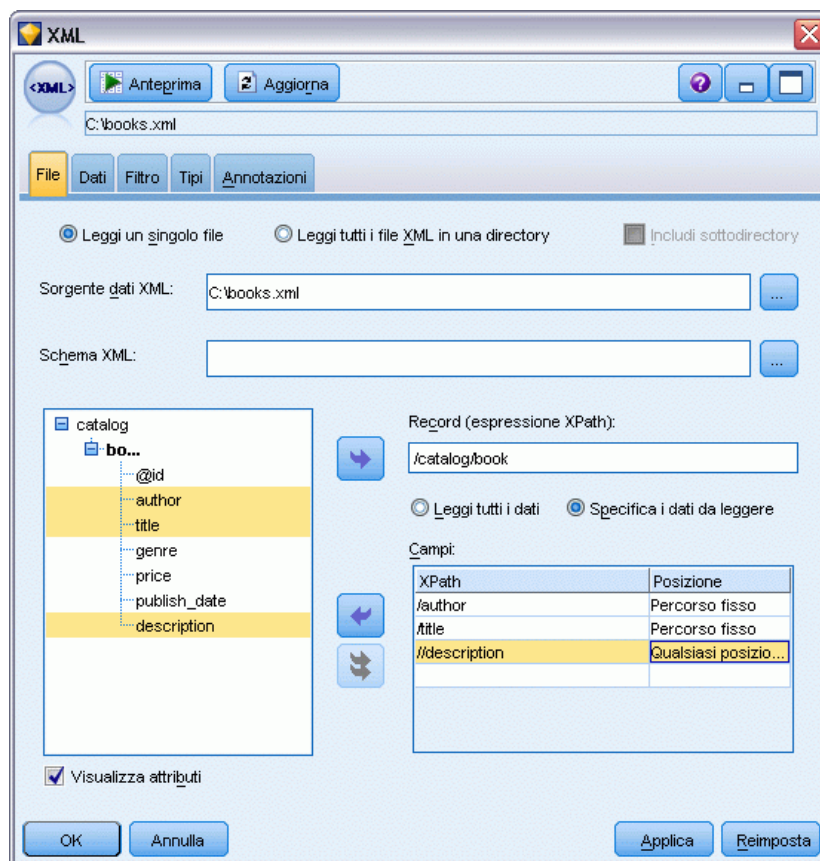 XML
<XML> Anteprima Aggiorna
C:\books.xml
File Dati Filtro Tipi Annotazioni
Leggi un singolo file Leggi tutti i file XML in una directory Includi sottodirectory
Sorgente dati XML: C:\books.xml ...
Schema XML: ...
catalog
bo...
@id
author
title
genre
price
publish_date
description
Record (espressione XPath):
/catalog/book
Leggi tutti i dati Specifica i dati da leggere
Campi:
XPath Posizione
/author Percorso fisso
/title Percorso fisso
//description Qualsiasi posizio...
Visualizza attributi
OK Annulla Applica Reimposta